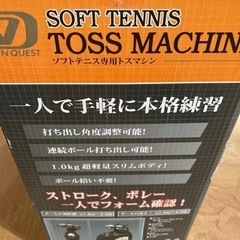 SOFT TENNIS
N QUEST
TOSS MACHIN
ソフトテニス専用トスマシン
一人で手軽に本格練習
打ち出し角度調整可能!
連続ボール打ち出し可能!
1.0kg超軽量スリムボディ!
ボール拾い不要!
ストローク、ボレー
一人でフォーム確認!